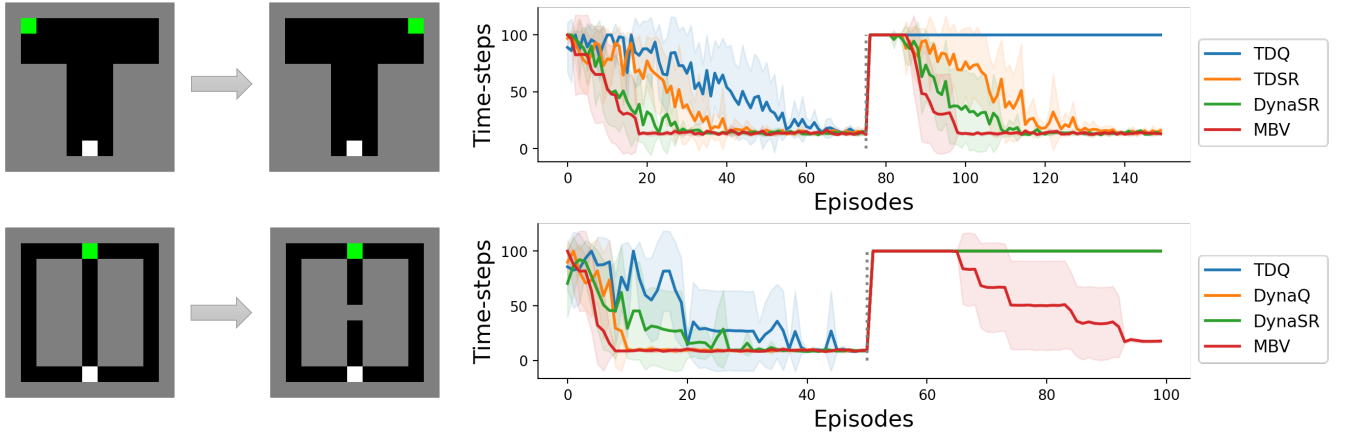 Time-steps
100
50
0
0 20 40 60 80 100 120 140
Episodes
TDQ
TDSR
DynaSR
MBV
Time-steps
100
50
0
0 20 40 60 80 100
Episodes
TDQ
DynaQ
DynaSR
MBV